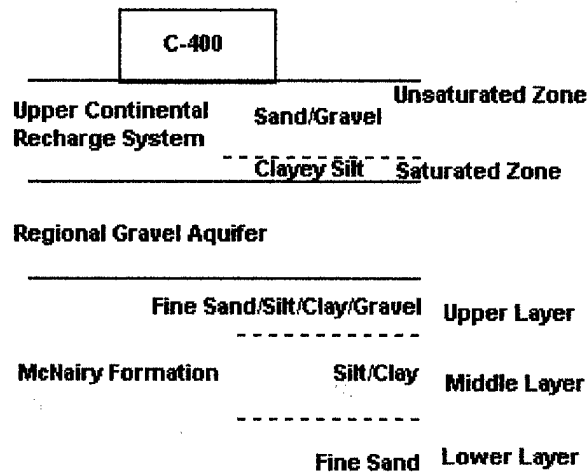 C-400
Unsaturated Zone
Upper Continental
Recharge System
Sand/Gravel
Clayey Silt
Saturated Zone
Regional Gravel Aquifer
Fine Sand/Silt/Clay/Gravel
Upper Layer
McNairy Formation
Silt/Clay
Middle Layer
Fine Sand
Lower Layer